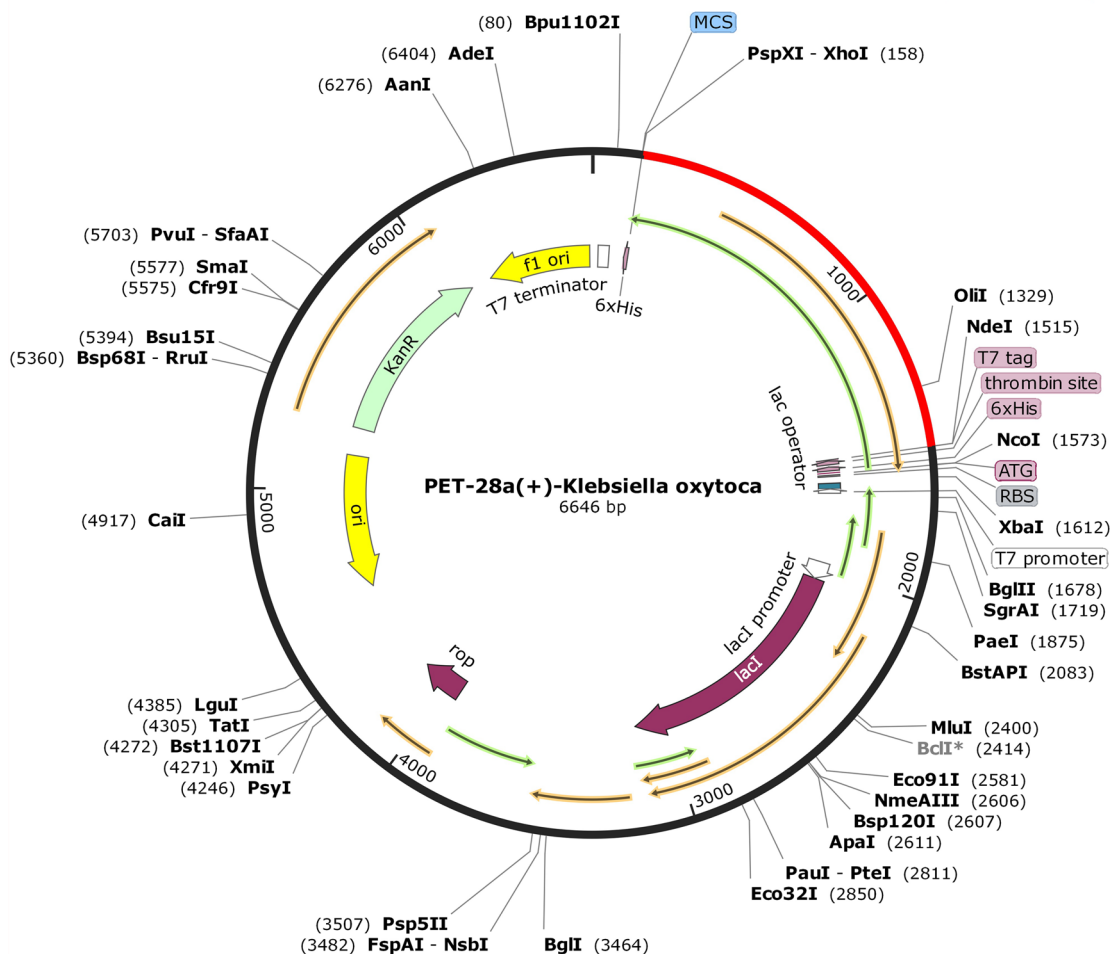 (80) Bpu1102I
MCS
(6404) AdeI
PspXI - XhoI (158)
(6276) AanI
(5703) PvuI - SfaAI
(5577) SmaI
(5575) Cfr9I
(5394) Bsu15I
(5360) Bsp68I - RruI
(4917) CaiI
(4385) LguI
(4305) TatI
(4272) Bst1107I
(4271) XmiI
(4246) PsyI
(3507) Psp5II
(3482) FspAI - NsbI
BglI (3464)
OliI (1329)
NdeI (1515)
T7 tag
thrombin site
6xHis
NcoI (1573)
ATG
RBS
XbaI (1612)
T7 promoter
BglII (1678)
SgrAI (1719)
PaeI (1875)
BstAPI (2083)
MluI (2400)
BclI* (2414)
Eco91I (2581)
NmeAIII (2606)
Bsp120I (2607)
ApaI (2611)
PauI - PteI (2811)
Eco32I (2850)
1000
2000
3000
4000
5000
6000
f1 ori
T7 terminator
6xHis
KanR
lac operator
PET-28a(+)-Klebsiella oxytoca
6646 bp
ori
lacI promoter
lacI
rop